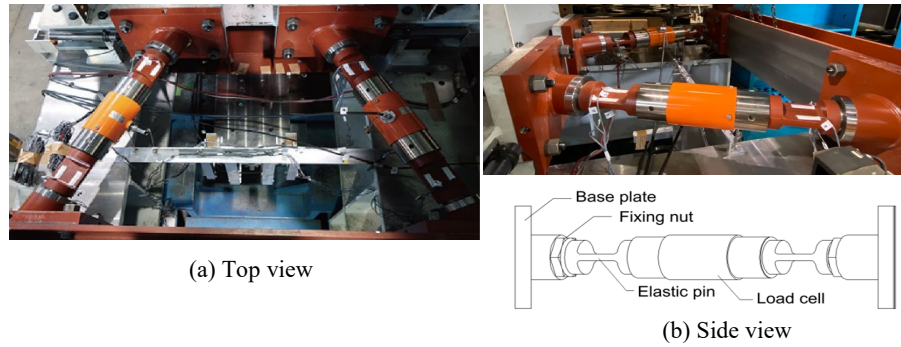 Base plate
Fixing nut
Elastic pin
Load cell
(a) Top view
(b) Side view